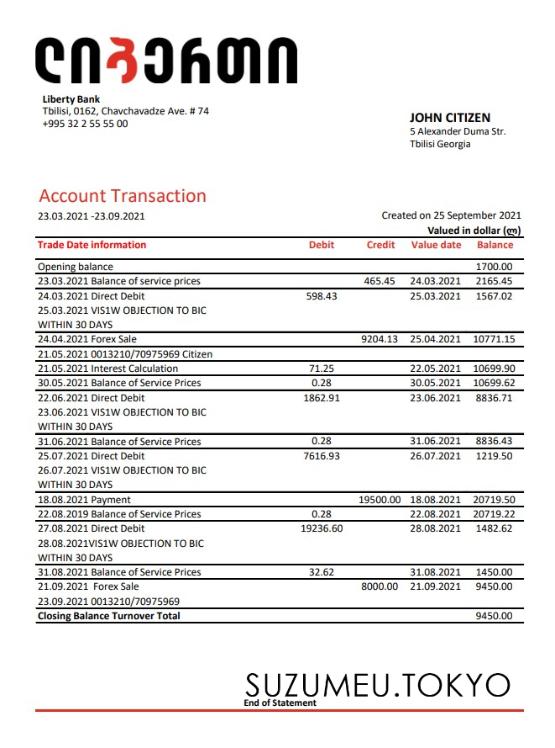 ლიბერთი
Liberty Bank
Tbilisi, 0162, Chavchavadze Ave. # 74
+995 32 2 55 55 00
JOHN CITIZEN
5 Alexander Duma Str.
Tbilisi Georgia
Account Transaction
23.03.2021 -23.09.2021 Created on 25 September 2021
Valued in dollar (ლ)
Trade Date information Debit Credit Value date Balance
Opening balance 1700.00
23.03.2021 Balance of service prices 465.45 24.03.2021 2165.45
24.03.2021 Direct Debit 598.43 25.03.2021 1567.02
25.03.2021 VIS1W OBJECTION TO BIC
WITHIN 30 DAYS
24.04.2021 Forex Sale 9204.13 25.04.2021 10771.15
21.05.2021 0013210/70975969 Citizen
21.05.2021 Interest Calculation 71.25 22.05.2021 10699.90
30.05.2021 Balance of Service Prices 0.28 30.05.2021 10699.62
22.06.2021 Direct Debit 1862.91 23.06.2021 8836.71
23.06.2021 VIS1W OBJECTION TO BIC
WITHIN 30 DAYS
31.06.2021 Balance of Service Prices 0.28 31.06.2021 8836.43
25.07.2021 Direct Debit 7616.93 26.07.2021 1219.50
26.07.2021 VIS1W OBJECTION TO BIC
WITHIN 30 DAYS
18.08.2021 Payment 19500.00 18.08.2021 20719.50
22.08.2019 Balance of Service Prices 0.28 22.08.2021 20719.22
27.08.2021 Direct Debit 19236.60 28.08.2021 1482.62
28.08.2021VIS1W OBJECTION TO BIC
WITHIN 30 DAYS
31.08.2021 Balance of Service Prices 32.62 31.08.2021 1450.00
21.09.2021 Forex Sale 8000.00 21.09.2021 9450.00
23.09.2021 0013210/70975969
Closing Balance Turnover Total 9450.00
SUZUMEU.TOKYO
End of Statement